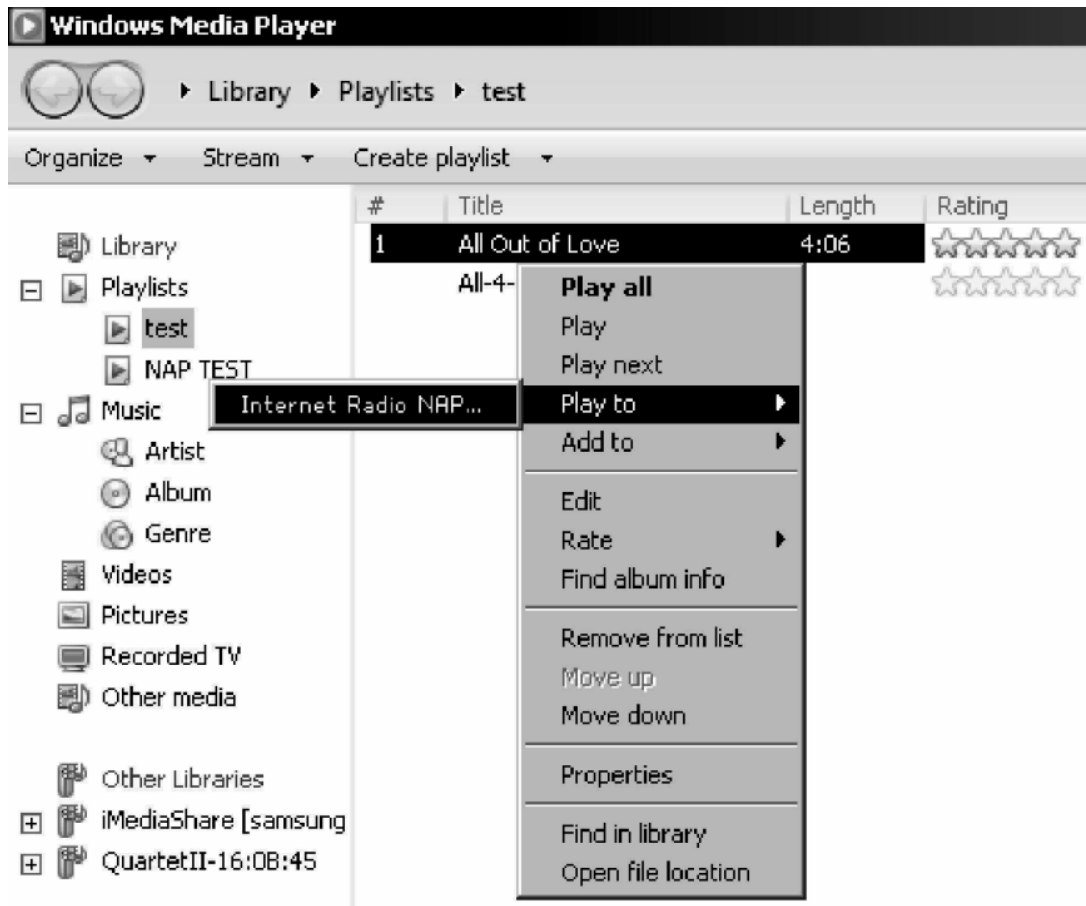 Windows Media Player
Library Playlists test
Organize Stream Create playlist
# Title Length Rating
Library
Playlists
test
NAP TEST
Music
Artist
Album
Genre
Videos
Pictures
Recorded TV
Other media
Other Libraries
iMediaShare [samsung
QuartetII-16:0B:45
1 All Out of Love 4:06
All-4-
Play all
Play
Play next
Play to
Internet Radio NAP...
Add to
Edit
Rate
Find album info
Remove from list
Move up
Move down
Properties
Find in library
Open file location